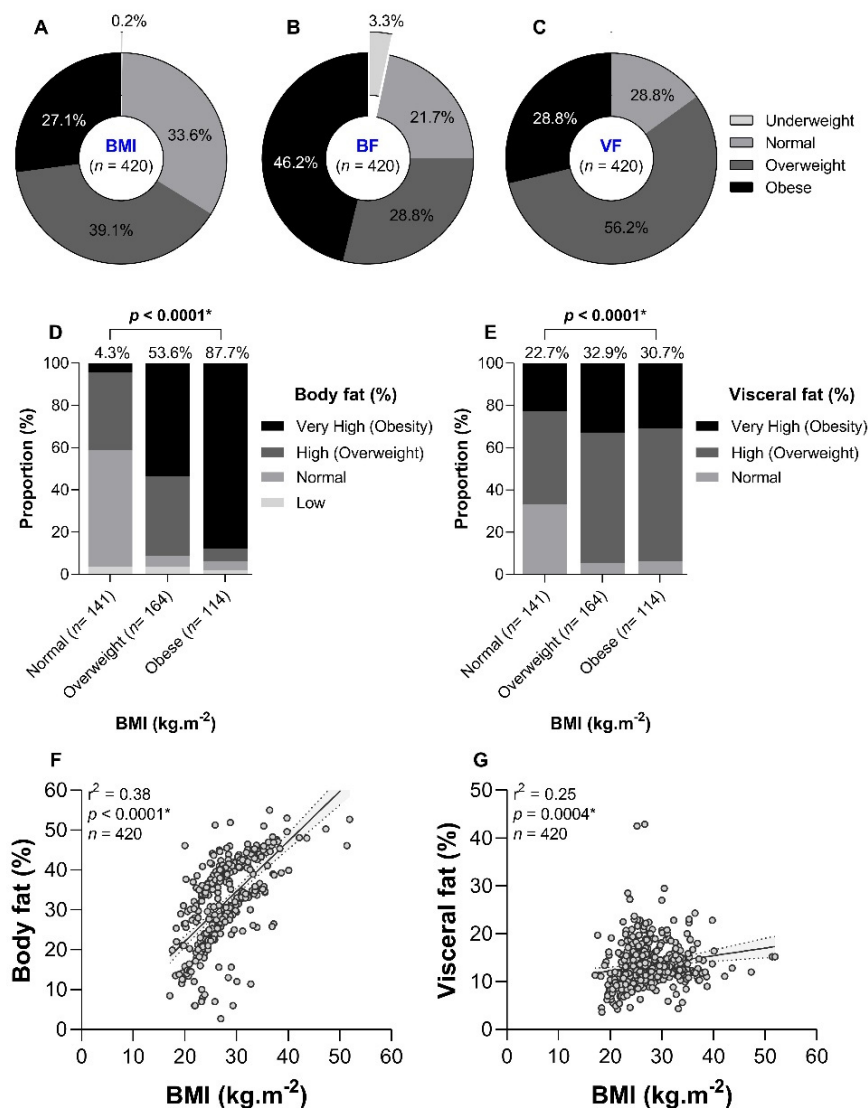 A
0.2%
27.1%
33.6%
39.1%
BMI
(n = 420)
B
3.3%
46.2%
21.7%
28.8%
BF
(n = 420)
C
28.8%
28.8%
56.2%
VF
(n = 420)
Underweight
Normal
Overweight
Obese
D
p < 0.0001*
4.3% 53.6% 87.7%
Proportion (%)
100
80
60
40
20
0
Normal (n= 141)
Overweight (n= 164)
Obese (n= 114)
BMI (kg.m-2)
Body fat (%)
Very High (Obesity)
High (Overweight)
Normal
Low
E
p < 0.0001*
22.7% 32.9% 30.7%
Proportion (%)
100
80
60
40
20
0
Normal (n= 141)
Overweight (n= 164)
Obese (n= 114)
BMI (kg.m-2)
Visceral fat (%)
Very High (Obesity)
High (Overweight)
Normal
F
r2 = 0.38
p < 0.0001*
n = 420
Body fat (%)
60
50
40
30
20
10
0
0 10 20 30 40 50 60
BMI (kg.m-2)
G
r2 = 0.25
p = 0.0004*
n = 420
Visceral fat (%)
50
40
30
20
10
0
0 10 20 30 40 50 60
BMI (kg.m-2)